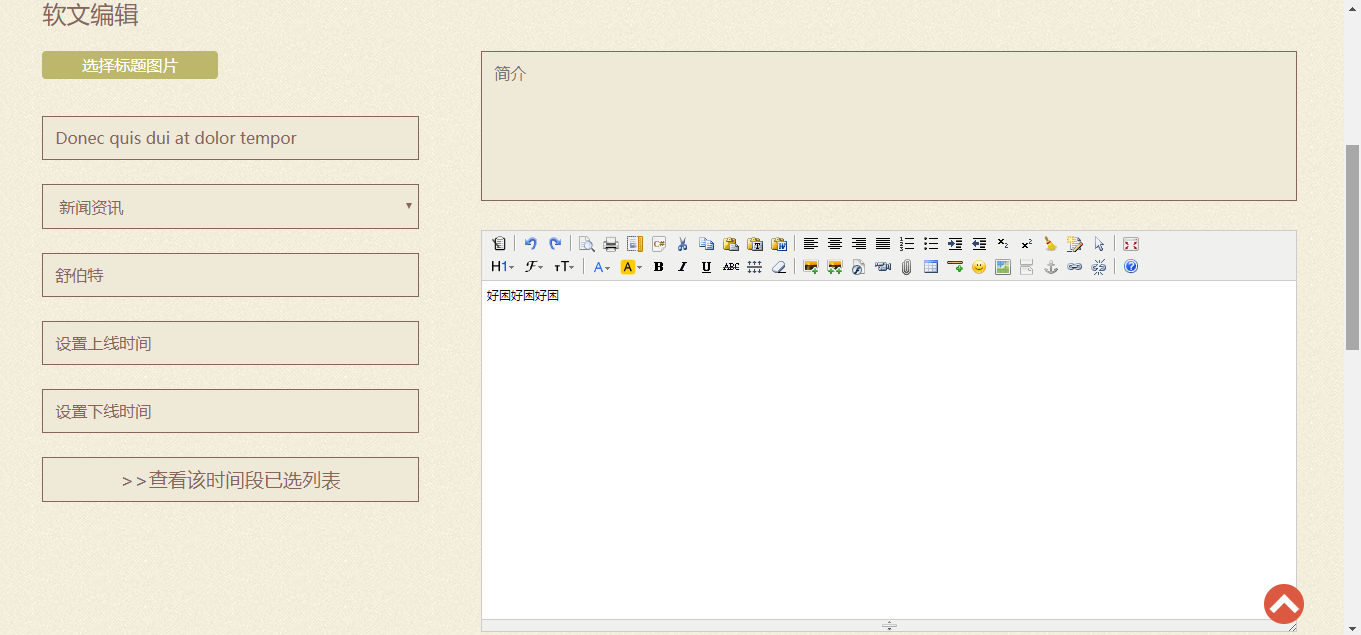 软文编辑
选择标题图片
Donec quis dui at dolor tempor
新闻资讯
舒伯特
设置上线时间
设置下线时间
>>查看该时间段已选列表
简介
H1 F TT A A B I U ABC
好困好困好困